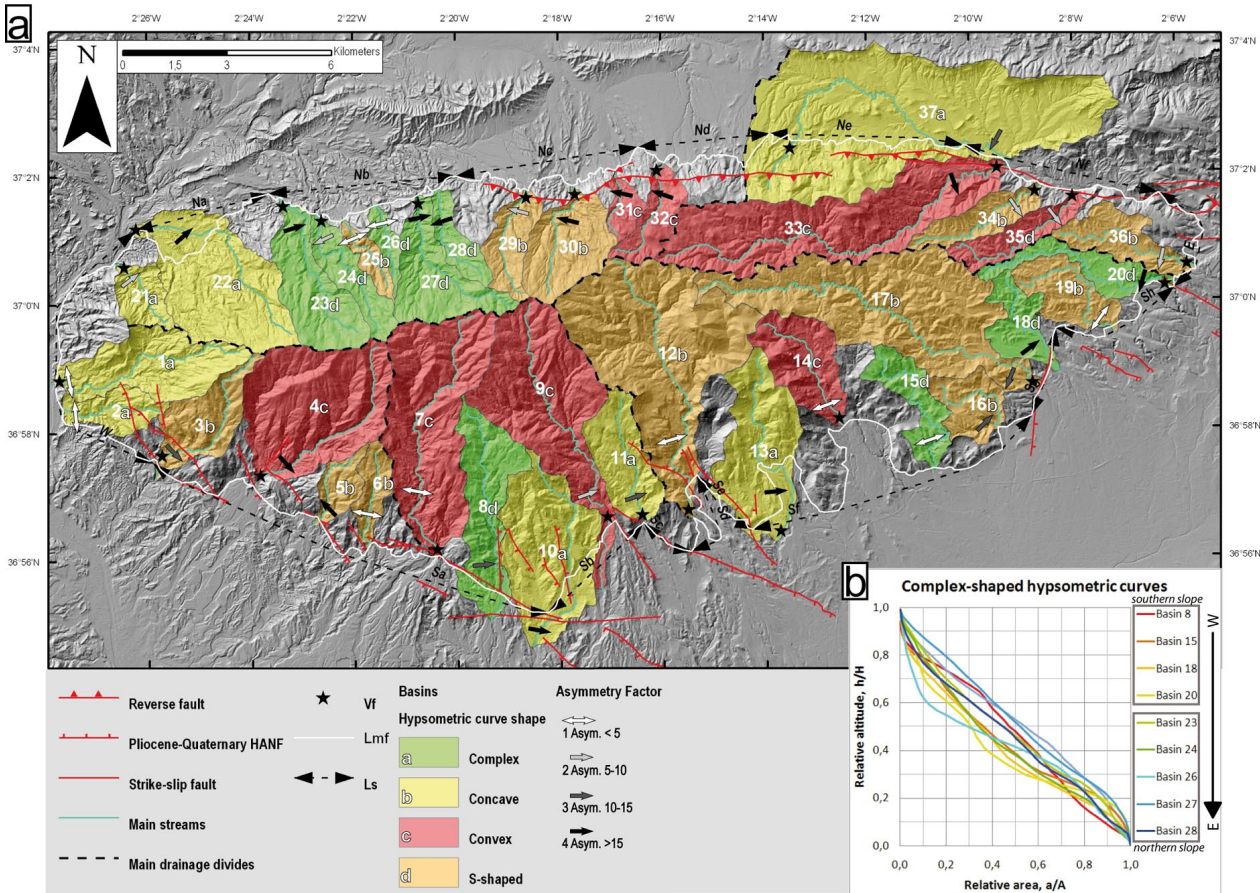 a
2°26'W 2°24'W 2°22'W 2°20'W 2°18'W 2°16'W 2°14'W 2°12'W 2°10'W 2°8'W 2°6'W
37°4'N 37°4'N
N
Kilometers
0 1,5 3 6
37a
Nd Ne
Nc
Nb
37°2'N 37°2'N
Na
31c 32c
33c
34b
35d
36b
22a
26d
25b
28d
29b
30b
24d
27d
23d
21a
E
20d
19b
Sh
37°0'N 37°0'N
17b
18d
1a
12b
14c
9c
15d
16b
2a
3b
4c
7c
36°58'N 36°58'N
W
11a
13a
5b
6b
8d
10a
Se
Sd
Sf
Sc
Sb
Sa
36°56'N 36°56'N
b
Complex-shaped hypsometric curves
southern slope
Relative altitude, h/H
1,0
0,8
0,6
0,4
0,2
0,0
0,0 0,2 0,4 0,6 0,8 1,0
Relative area, a/A
Basin 8
Basin 15
Basin 18
Basin 20
Basin 23
Basin 24
Basin 26
Basin 27
Basin 28
W
E
northern slope
Reverse fault
Pliocene-Quaternary HANF
Strike-slip fault
Main streams
Main drainage divides
Vf
Lmf
Ls
Basins
Hypsometric curve shape
a Complex
b Concave
c Convex
d S-shaped
Asymmetry Factor
1 Asym. < 5
2 Asym. 5-10
3 Asym. 10-15
4 Asym. >15